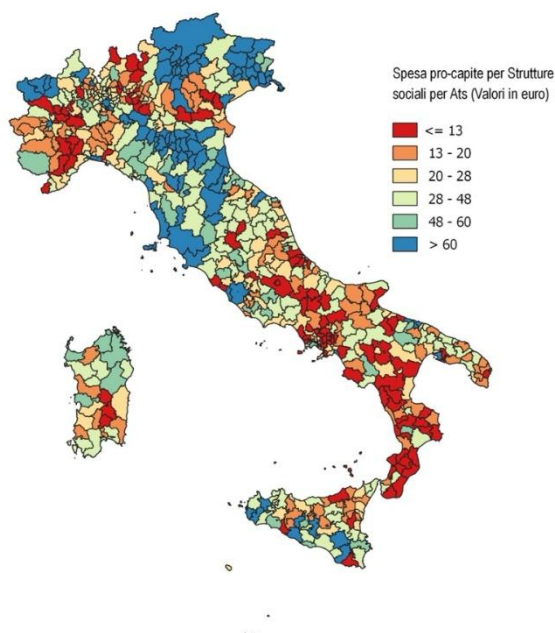 Spesa pro-capite per Strutture
sociali per Ats (Valori in euro)
<= 13
13 - 20
20 - 28
28 - 48
48 - 60
> 60